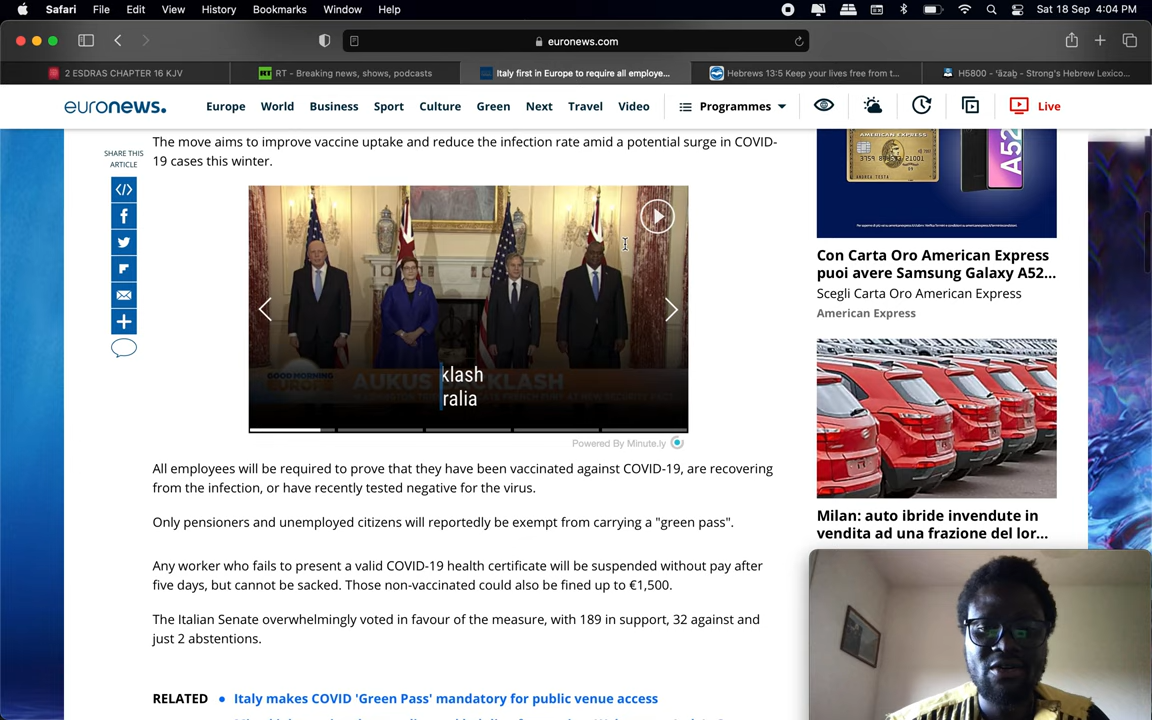 Safari File Edit View History Bookmarks Window Help Sat 18 Sep 4:04 PM
euronews.com
2 ESDRAS CHAPTER 16 KJV
RT - Breaking news, shows, podcasts
Italy first in Europe to require all employe...
Hebrews 13:5 Keep your lives free from t...
H5800 - ʿāzaḇ - Strong's Hebrew Lexico...
euronews.
Europe World Business Sport Culture Green Next Travel Video Programmes Live
SHARE THIS
ARTICLE
The move aims to improve vaccine uptake and reduce the infection rate amid a potential surge in COVID-
19 cases this winter.
GOOD MORNING
EUROPE
AUKUS
klash
ralia
Powered By Minute.ly
All employees will be required to prove that they have been vaccinated against COVID-19, are recovering
from the infection, or have recently tested negative for the virus.
Only pensioners and unemployed citizens will reportedly be exempt from carrying a "green pass".
Any worker who fails to present a valid COVID-19 health certificate will be suspended without pay after
five days, but cannot be sacked. Those non-vaccinated could also be fined up to €1,500.
The Italian Senate overwhelmingly voted in favour of the measure, with 189 in support, 32 against and
just 2 abstentions.
RELATED • Italy makes COVID 'Green Pass' mandatory for public venue access
AMERICAN EXPRESS
A52
Con Carta Oro American Express
puoi avere Samsung Galaxy A52...
Scegli Carta Oro American Express
American Express
Milan: auto ibride invendute in
vendita ad una frazione del lor...